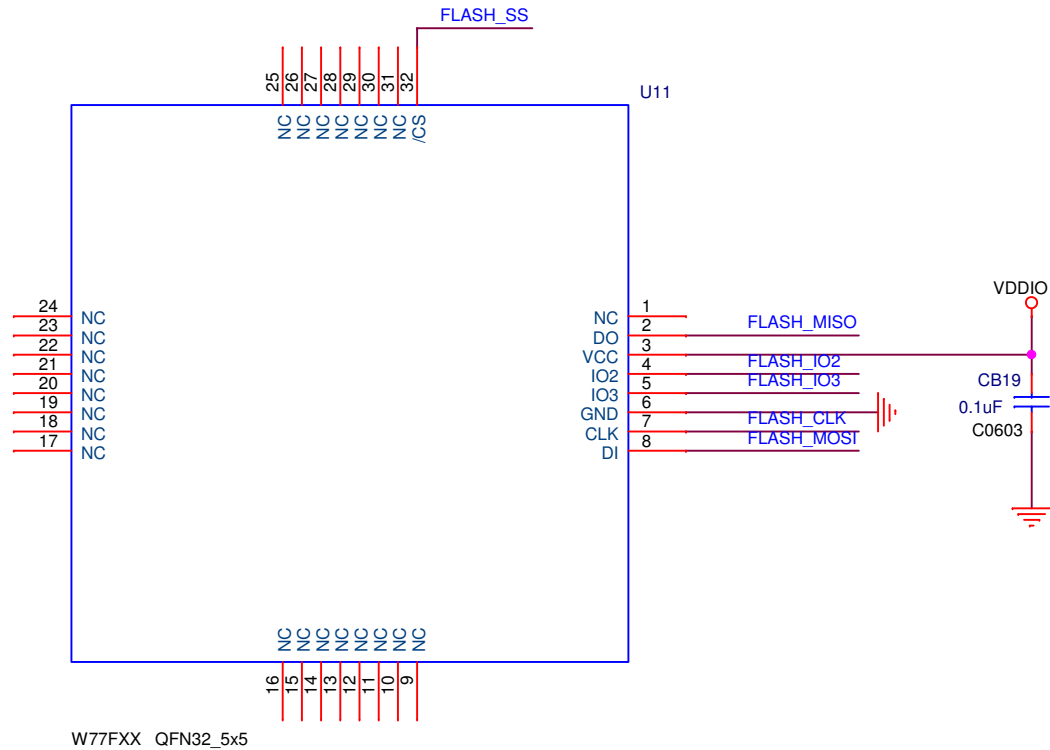 FLASH_SS
25 26 27 28 29 30 31 32
NC NC NC NC NC NC NC /CS
U11
24 NC
23 NC
22 NC
21 NC
20 NC
19 NC
18 NC
17 NC
NC 1
DO 2 FLASH_MISO
VCC 3
IO2 4 FLASH_IO2
IO3 5 FLASH_IO3
GND 6
CLK 7 FLASH_CLK
DI 8 FLASH_MOSI
VDDIO
CB19
0.1uF
C0603
NC NC NC NC NC NC NC NC
16 15 14 13 12 11 10 9
W77FXX QFN32_5x5